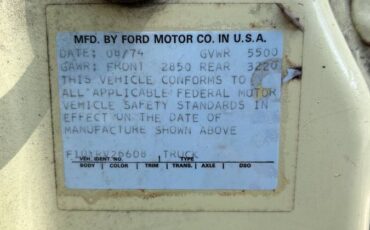 MFD. BY FORD MOTOR CO. IN U.S.A.
DATE: 08/74 GVWR 5500
GAWR: FRONT 2850 REAR 3220
THIS VEHICLE CONFORMS TO
ALL APPLICABLE FEDERAL MOTOR
VEHICLE SAFETY STANDARDS IN
EFFECT ON THE DATE OF
MANUFACTURE SHOWN ABOVE
TRUCK
VEH. IDENT. NO. TYPE
BODY COLOR TRIM TRANS. AXLE DSO